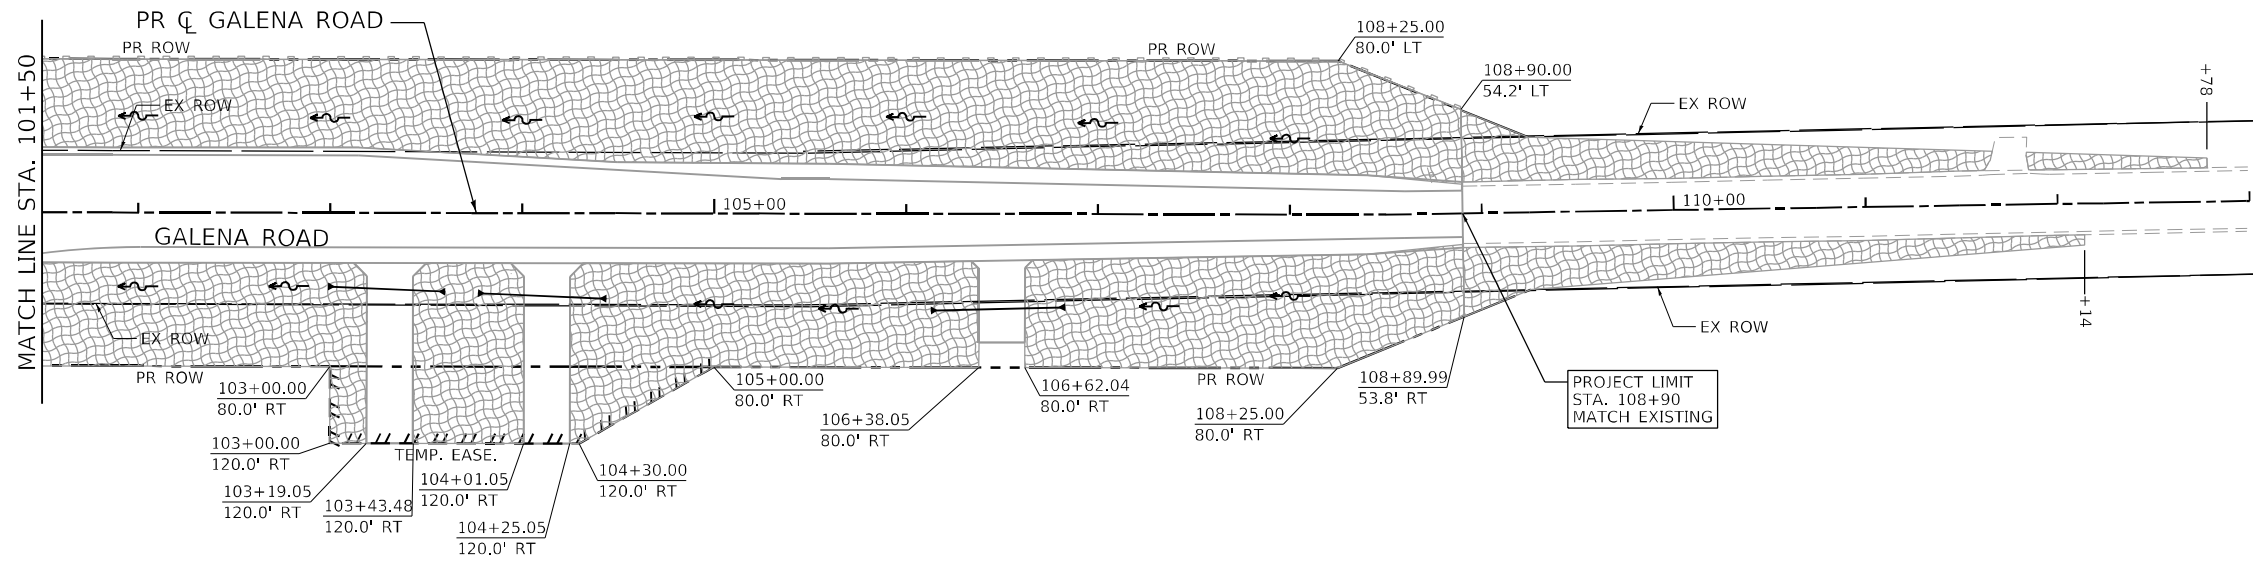 PR ℄ GALENA ROAD
PR ROW
PR ROW
108+25.00
80.0' LT
108+90.00
54.2' LT
+78
EX ROW
EX ROW
MATCH LINE STA. 101+50
105+00
110+00
GALENA ROAD
EX ROW
PR ROW
103+00.00
80.0' RT
103+00.00
120.0' RT
TEMP. EASE.
103+19.05
120.0' RT
103+43.48
120.0' RT
104+01.05
120.0' RT
104+25.05
120.0' RT
104+30.00
120.0' RT
105+00.00
80.0' RT
106+38.05
80.0' RT
106+62.04
80.0' RT
PR ROW
108+25.00
80.0' RT
108+89.99
53.8' RT
EX ROW
+14
PROJECT LIMIT
STA. 108+90
MATCH EXISTING